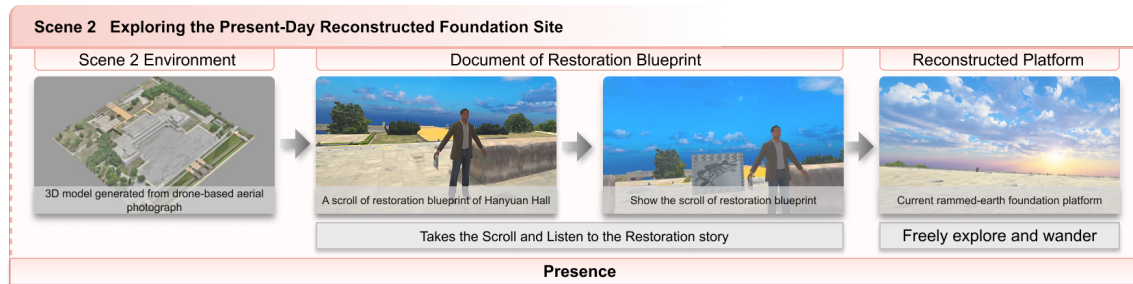 Scene 2 Exploring the Present-Day Reconstructed Foundation Site
Scene 2 Environment
Document of Restoration Blueprint
Reconstructed Platform
3D model generated from drone-based aerial
photograph
A scroll of restoration blueprint of Hanyuan Hall
Show the scroll of restoration blueprint
Current rammed-earth foundation platform
Takes the Scroll and Listen to the Restoration story
Freely explore and wander
Presence